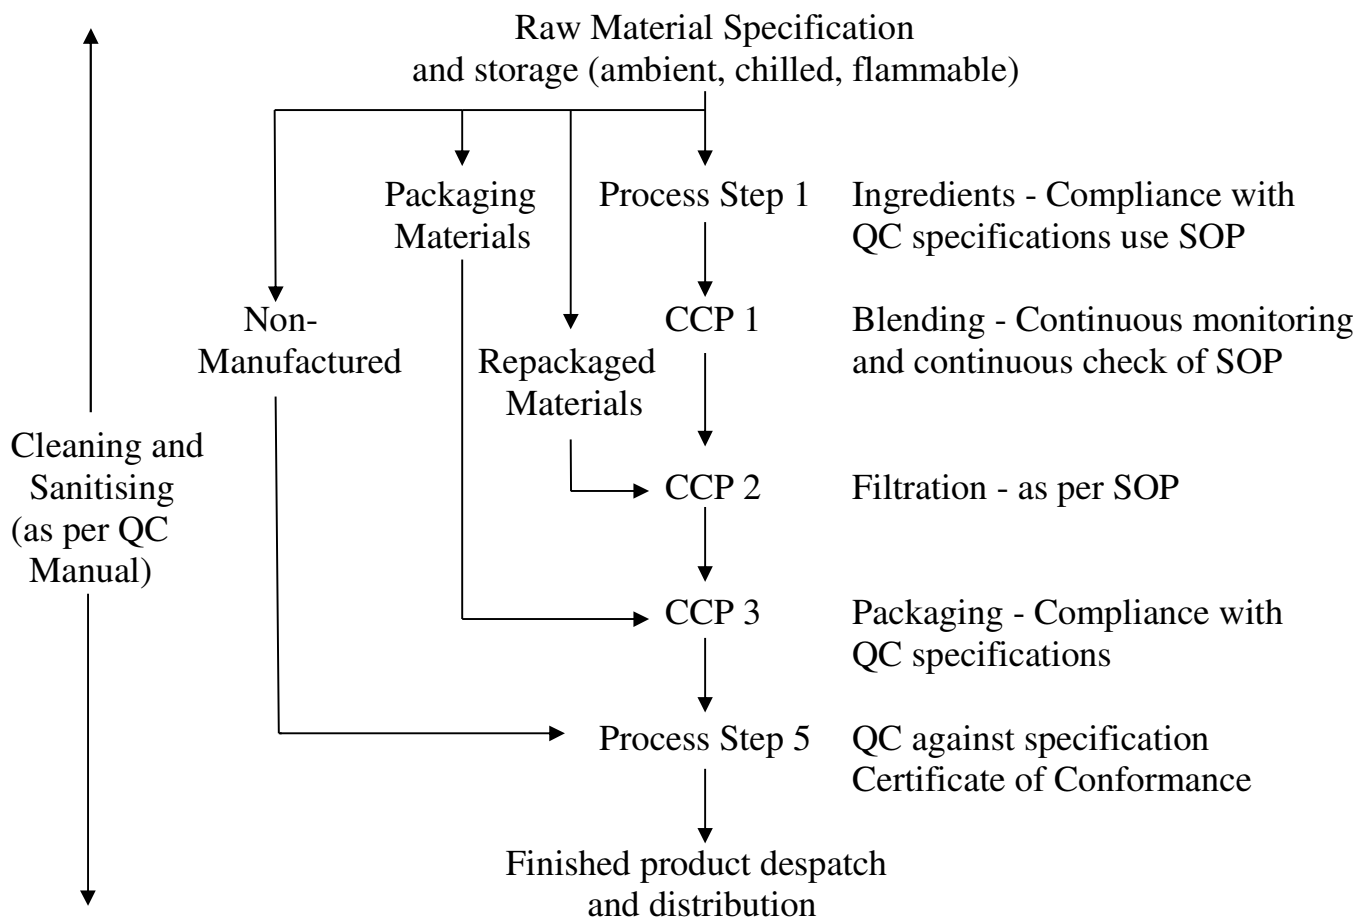 Raw Material Specification
and storage (ambient, chilled, flammable)
Packaging
Materials
Process Step 1
Ingredients - Compliance with
QC specifications use SOP
Non-
Manufactured
Repackaged
Materials
CCP 1
Blending - Continuous monitoring
and continuous check of SOP
Cleaning and
Sanitising
(as per QC
Manual)
CCP 2
Filtration - as per SOP
CCP 3
Packaging - Compliance with
QC specifications
Process Step 5
QC against specification
Certificate of Conformance
Finished product despatch
and distribution